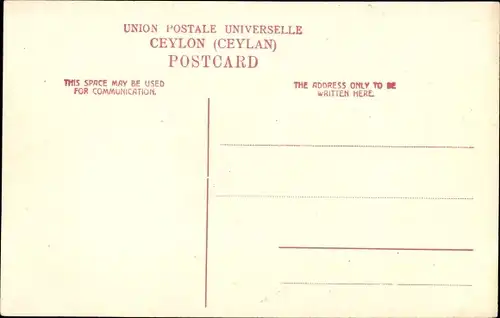 UNION POSTALE UNIVERSELLE
CEYLON (CEYLAN)
POSTCARD
THIS SPACE MAY BE USED
FOR COMMUNICATION.
THE ADDRESS ONLY TO BE
WRITTEN HERE.